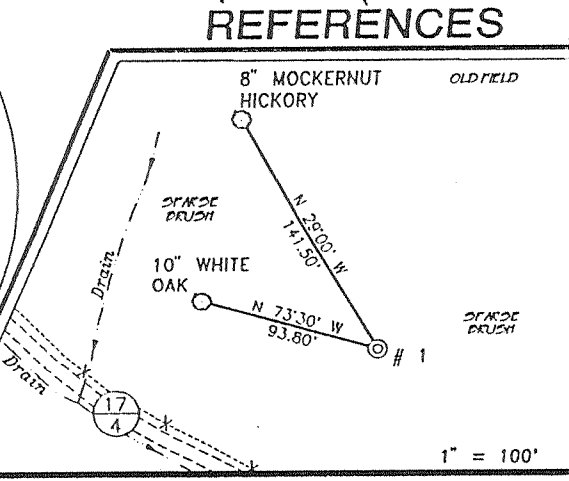 REFERENCES
8" MOCKERNUT
HICKORY
OLD FIELD
SPARSE
BRUSH
N 29°00' W
141.50'
Drain
10" WHITE
OAK
N 73°30' W
93.80'
# 1
SPARSE
BRUSH
Drain
17
4
1" = 100'